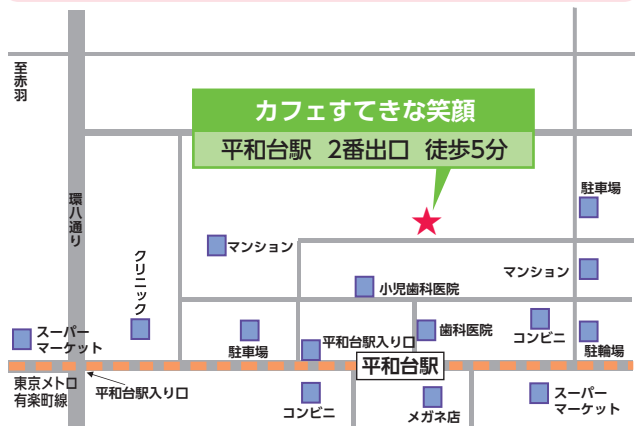 至赤羽
カフェすてきな笑顔
平和台駅 2番出口 徒歩5分
環八通り
駐車場
クリニック
マンション
マンション
小児歯科医院
スーパー
マーケット
駐車場
平和台駅入り口
歯科医院
コンビニ
駐輪場
平和台駅
東京メトロ
有楽町線
平和台駅入り口
コンビニ
メガネ店
スーパー
マーケット